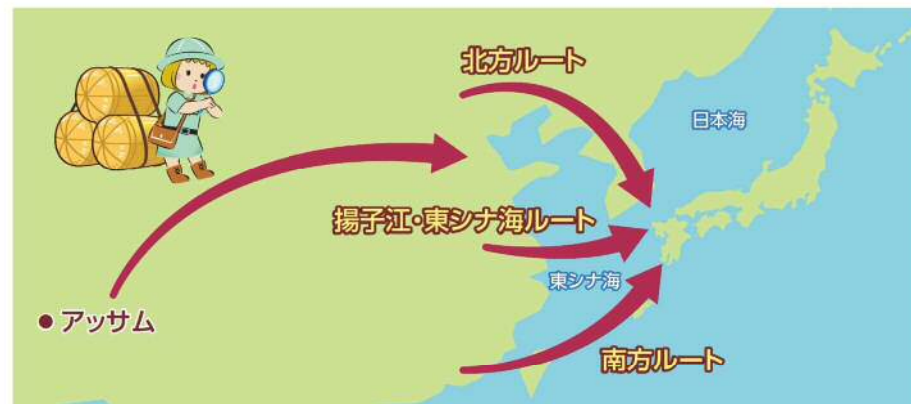 北方ルート
日本海
揚子江・東シナ海ルート
東シナ海
アッサム
南方ルート